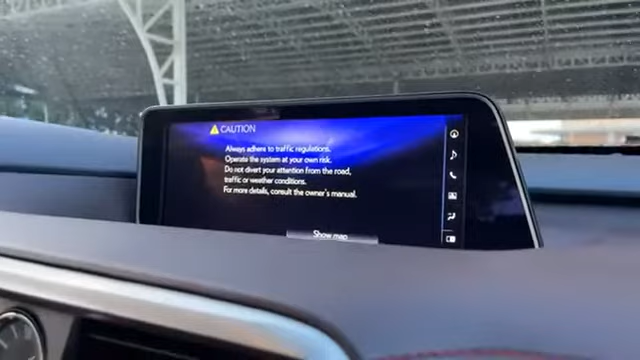 CAUTION
Always adhere to traffic regulations.
Operate the system at your own risk.
Do not divert your attention from the road,
traffic or weather conditions.
For more details, consult the owner's manual.
Show map